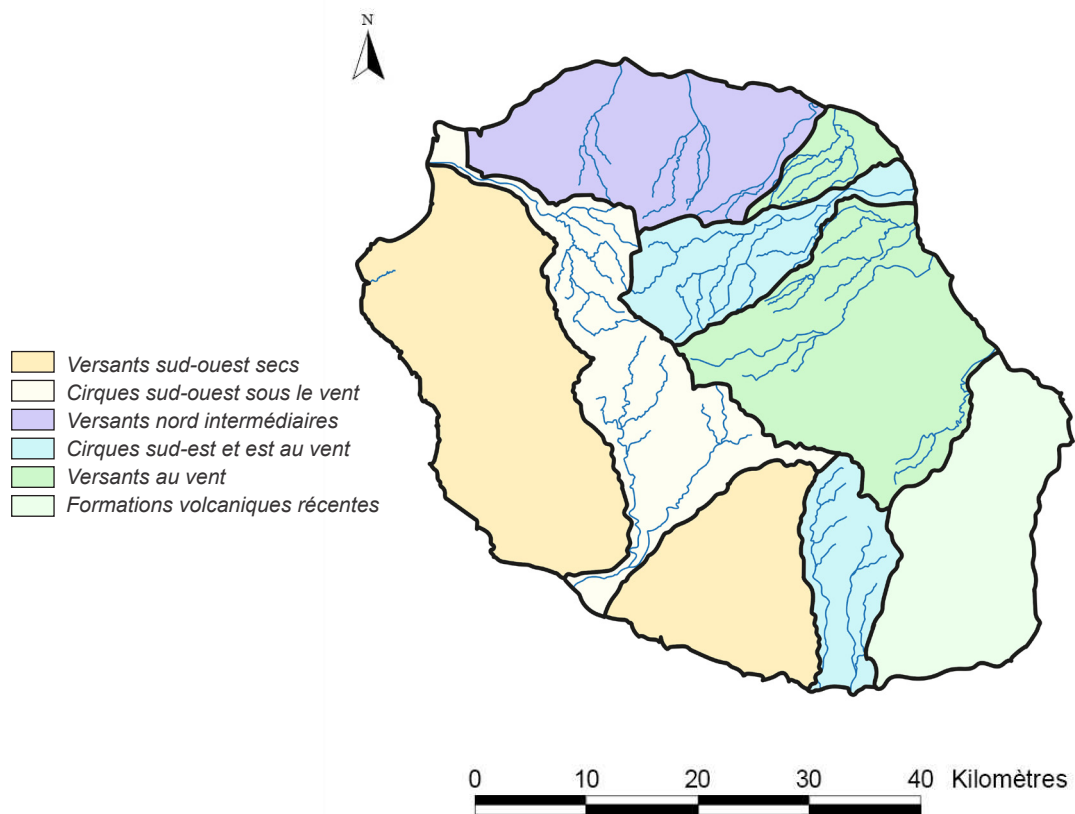 N
Versants sud-ouest secs
Cirques sud-ouest sous le vent
Versants nord intermédiaires
Cirques sud-est et est au vent
Versants au vent
Formations volcaniques récentes
0 10 20 30 40 Kilomètres